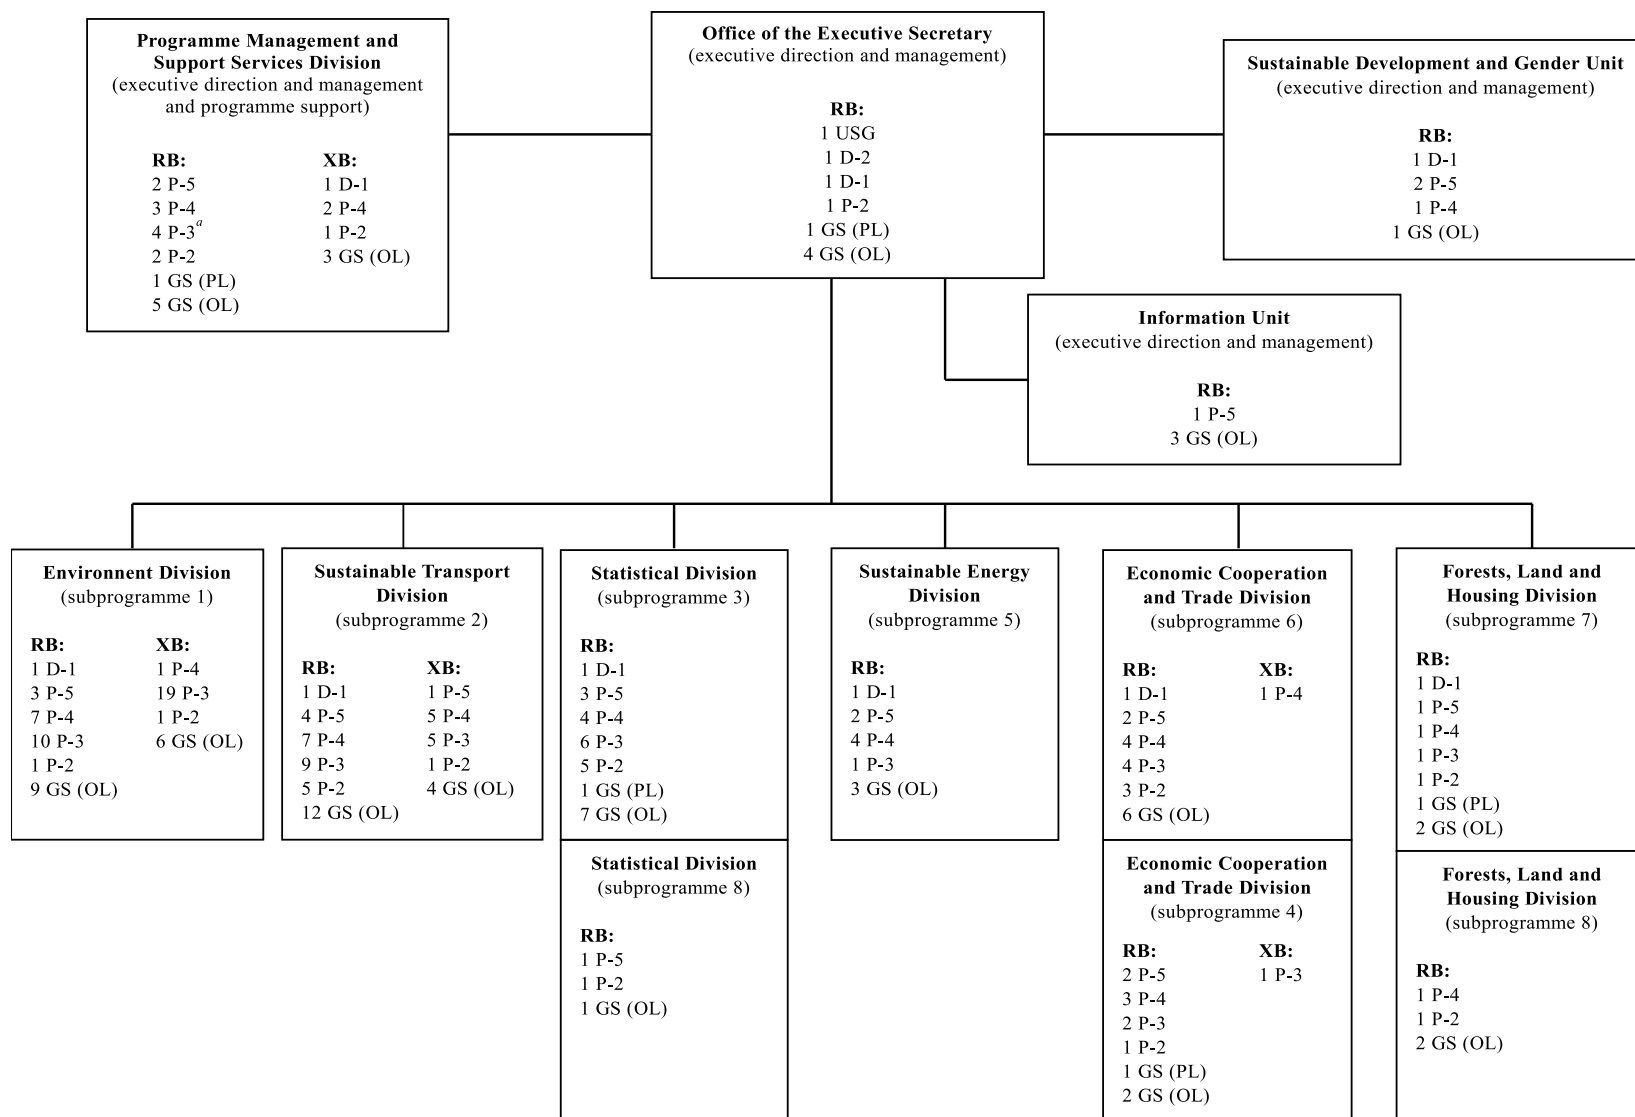 Programme Management and
Support Services Division
(executive direction and management
and programme support)
RB:
2 P-5
3 P-4
4 P-3a
2 P-2
1 GS (PL)
5 GS (OL)
XB:
1 D-1
2 P-4
1 P-2
3 GS (OL)
Office of the Executive Secretary
(executive direction and management)
RB:
1 USG
1 D-2
1 D-1
1 P-2
1 GS (PL)
4 GS (OL)
Sustainable Development and Gender Unit
(executive direction and management)
RB:
1 D-1
2 P-5
1 P-4
1 GS (OL)
Information Unit
(executive direction and management)
RB:
1 P-5
3 GS (OL)
Environnent Division
(subprogramme 1)
RB:
1 D-1
3 P-5
7 P-4
10 P-3
1 P-2
9 GS (OL)
XB:
1 P-4
19 P-3
1 P-2
6 GS (OL)
Sustainable Transport
Division
(subprogramme 2)
RB:
1 D-1
4 P-5
7 P-4
9 P-3
5 P-2
12 GS (OL)
XB:
1 P-5
5 P-4
5 P-3
1 P-2
4 GS (OL)
Statistical Division
(subprogramme 3)
RB:
1 D-1
3 P-5
4 P-4
6 P-3
5 P-2
1 GS (PL)
7 GS (OL)
Statistical Division
(subprogramme 8)
RB:
1 P-5
1 P-2
1 GS (OL)
Sustainable Energy
Division
(subprogramme 5)
RB:
1 D-1
2 P-5
4 P-4
1 P-3
3 GS (OL)
Economic Cooperation
and Trade Division
(subprogramme 6)
RB:
1 D-1
2 P-5
4 P-4
4 P-3
3 P-2
6 GS (OL)
XB:
1 P-4
Economic Cooperation
and Trade Division
(subprogramme 4)
RB:
2 P-5
3 P-4
2 P-3
1 P-2
1 GS (PL)
2 GS (OL)
XB:
1 P-3
Forests, Land and
Housing Division
(subprogramme 7)
RB:
1 D-1
1 P-5
1 P-4
1 P-3
1 P-2
1 GS (PL)
2 GS (OL)
Forests, Land and
Housing Division
(subprogramme 8)
RB:
1 P-4
1 P-2
2 GS (OL)